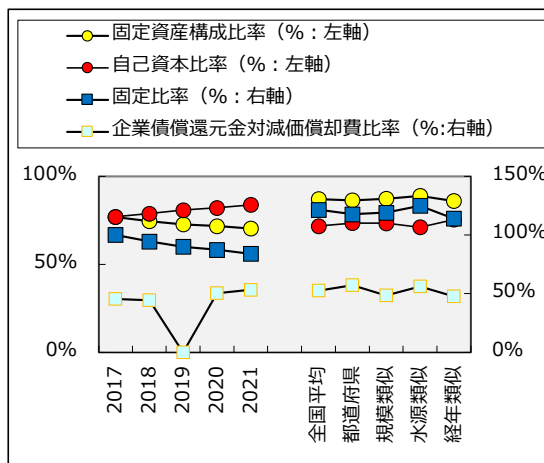 固定資産構成比率（%：左軸）
自己資本比率（%：左軸）
固定比率（%：右軸）
企業債償還元金対減価償却費比率（%:右軸）
100%
50%
0%
150%
100%
50%
0%
2017
2018
2019
2020
2021
全国平均
都道府県
規模類似
水源類似
経年類似